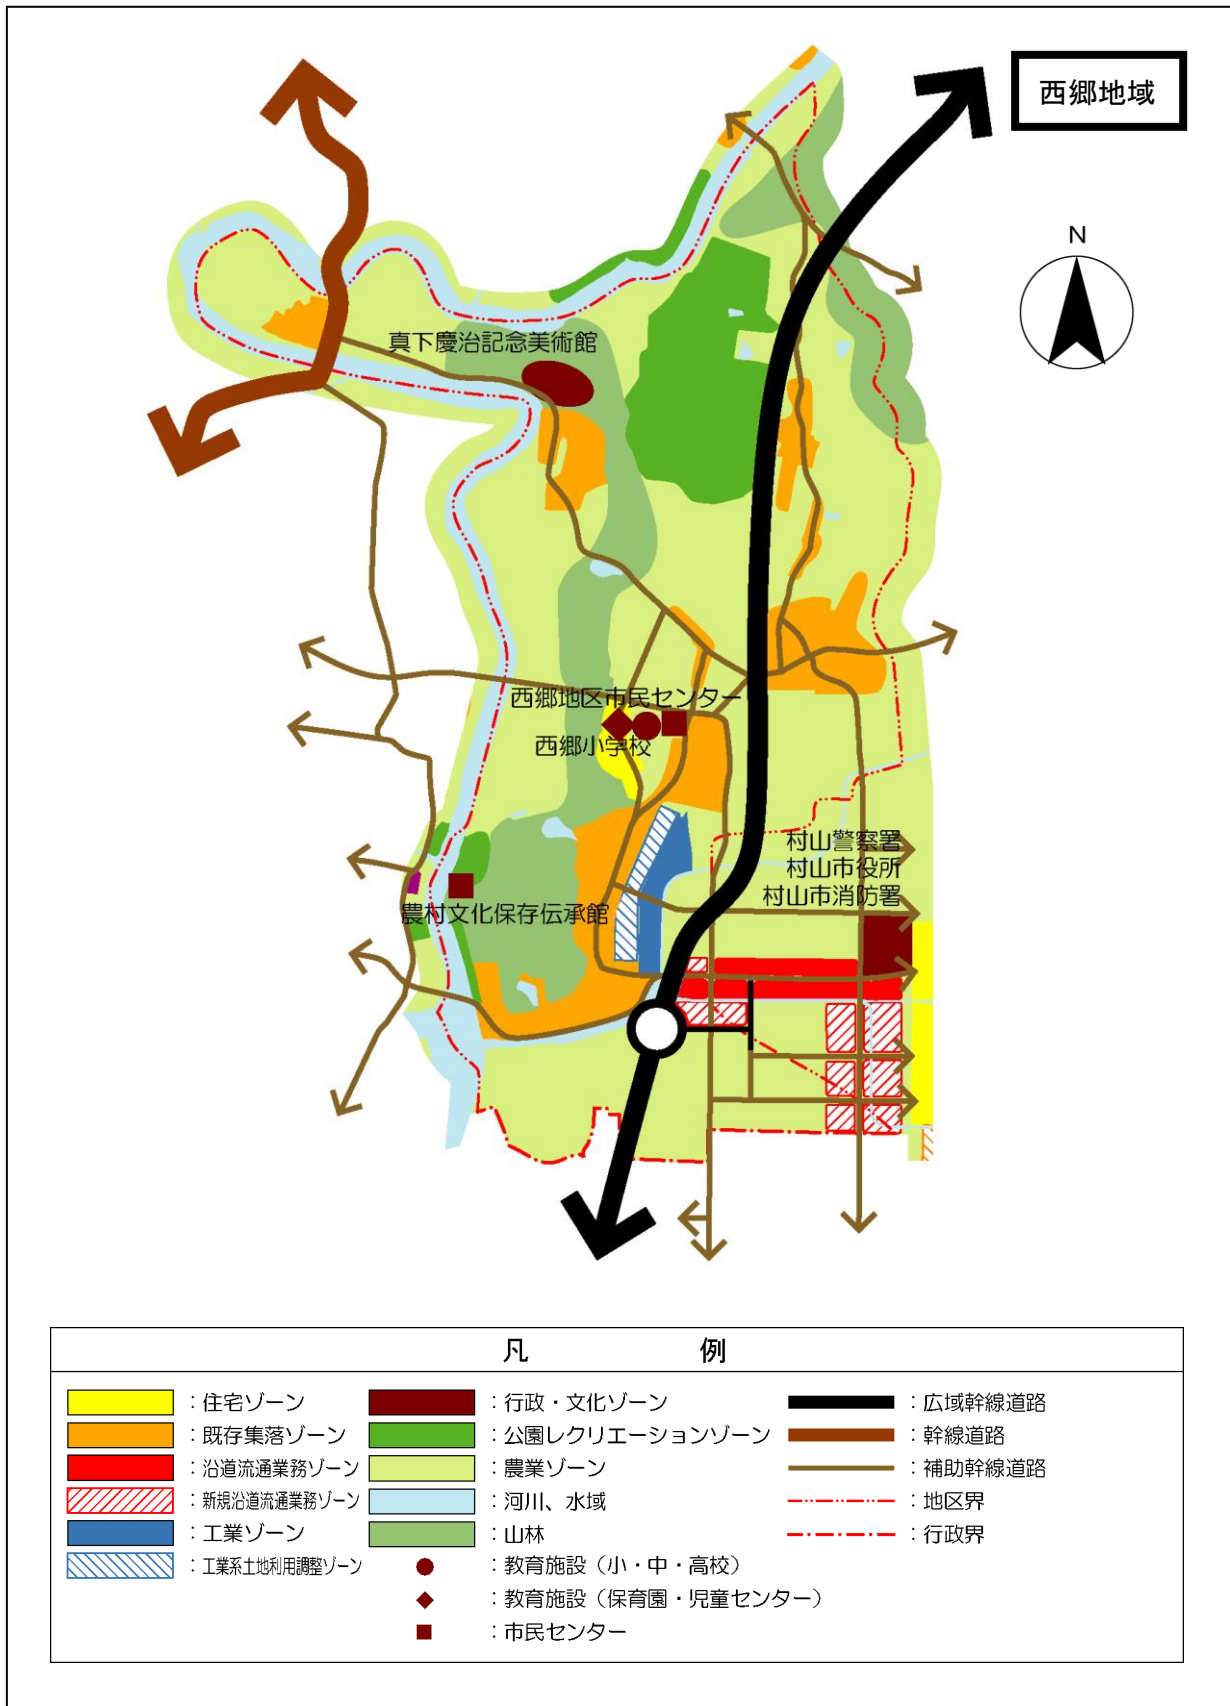 西郷地域
N
真下慶治記念美術館
西郷地区市民センター
西郷小学校
村山警察署
村山市役所
村山市消防署
農村文化保存伝承館
凡 例
：住宅ゾーン
：既存集落ゾーン
：沿道流通業務ゾーン
：新規沿道流通業務ゾーン
：工業ゾーン
：工業系土地利用調整ゾーン
：行政・文化ゾーン
：公園レクリエーションゾーン
：農業ゾーン
：河川、水域
：山林
：教育施設（小・中・高校）
：教育施設（保育園・児童センター）
：市民センター
：広域幹線道路
：幹線道路
：補助幹線道路
：地区界
：行政界